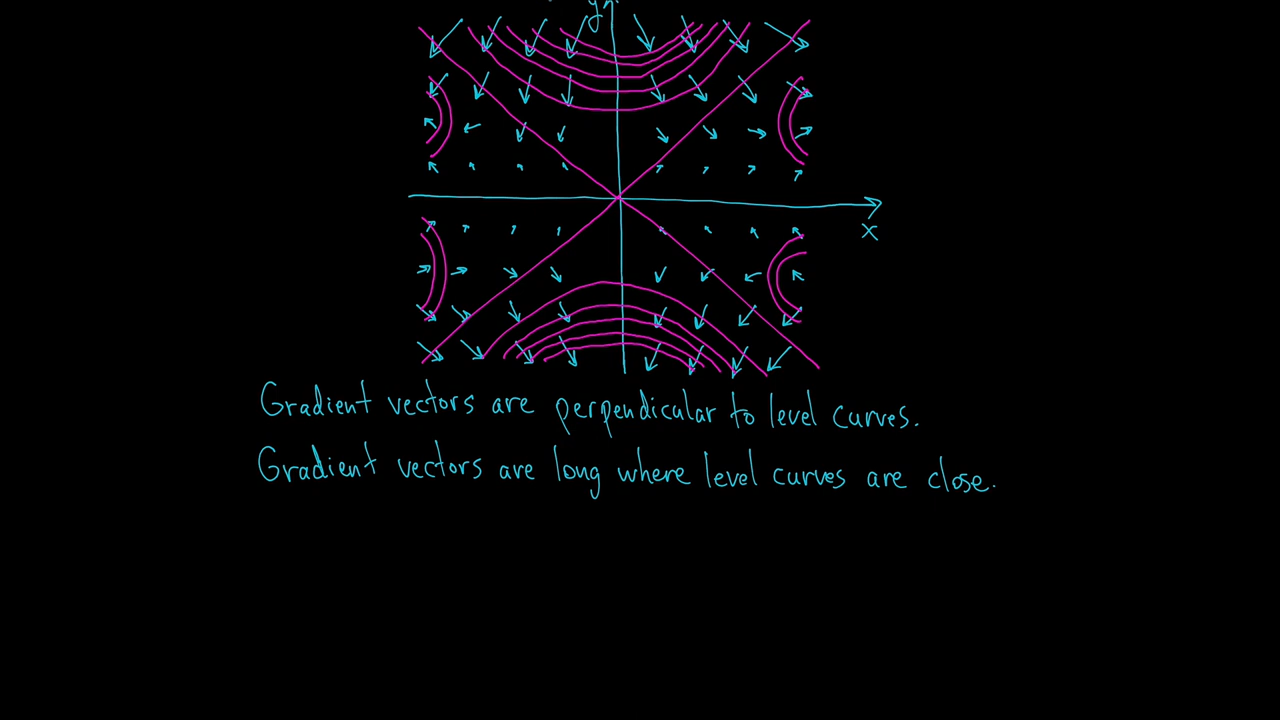 y
x
Gradient vectors are perpendicular to level curves.
Gradient vectors are long where level curves are close.